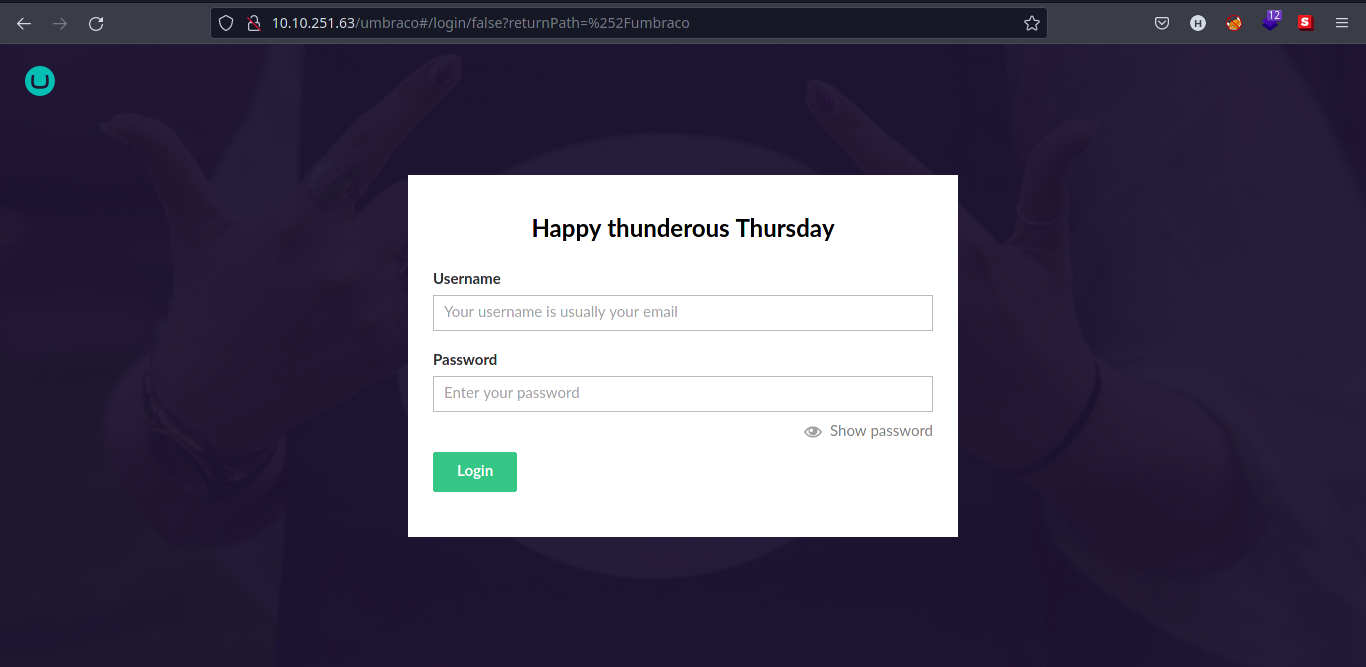 10.10.251.63/umbraco#/login/false?returnPath=%252Fumbraco
H
12
S
Happy thunderous Thursday
Username
Your username is usually your email
Password
Enter your password
Show password
Login